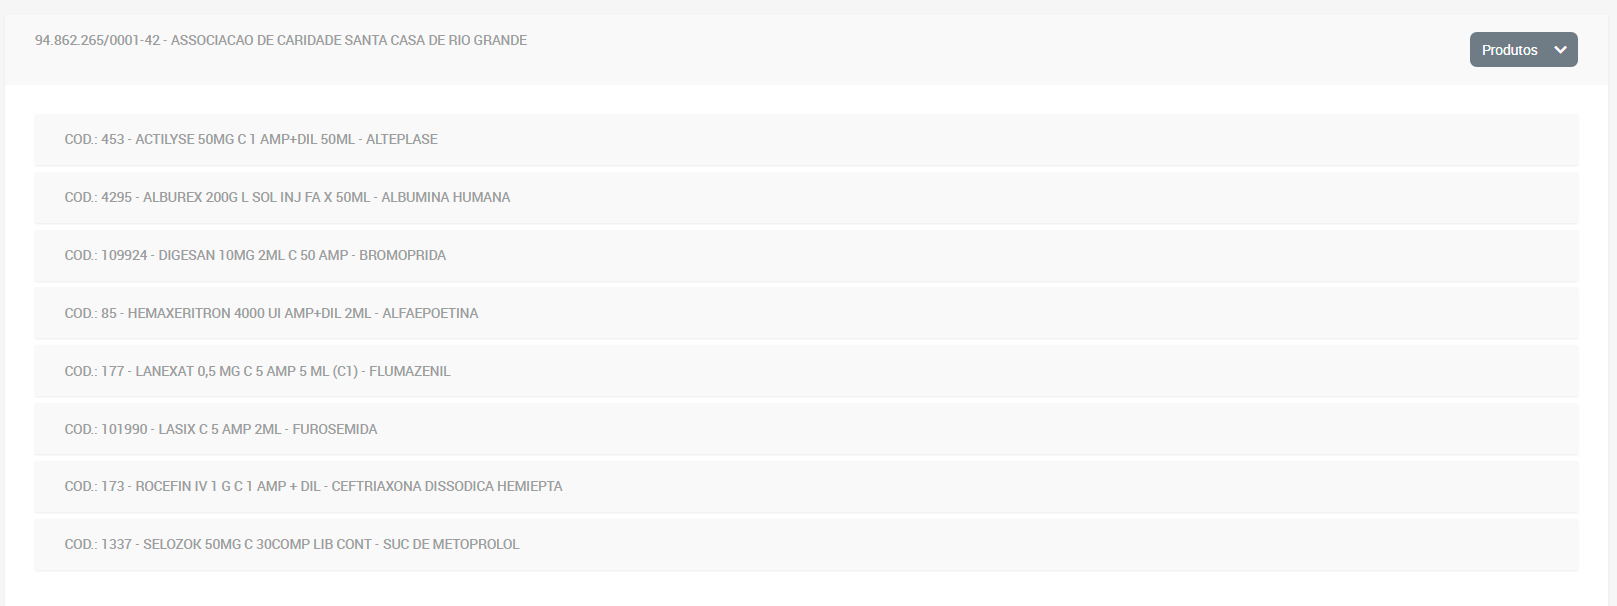 94.862.265/0001-42 - ASSOCIACAO DE CARIDADE SANTA CASA DE RIO GRANDE
Produtos
COD.: 453 - ACTILYSE 50MG C 1 AMP+DIL 50ML - ALTEPLASE
COD.: 4295 - ALBUREX 200G L SOL INJ FA X 50ML - ALBUMINA HUMANA
COD.: 109924 - DIGESAN 10MG 2ML C 50 AMP - BROMOPRIDA
COD.: 85 - HEMAXERITRON 4000 UI AMP+DIL 2ML - ALFAEPOETINA
COD.: 177 - LANEXAT 0,5 MG C 5 AMP 5 ML (C1) - FLUMAZENIL
COD.: 101990 - LASIX C 5 AMP 2ML - FUROSEMIDA
COD.: 173 - ROCEFIN IV 1 G C 1 AMP + DIL - CEFTRIAXONA DISSODICA HEMIEPTA
COD.: 1337 - SELOZOK 50MG C 30COMP LIB CONT - SUC DE METOPROLOL